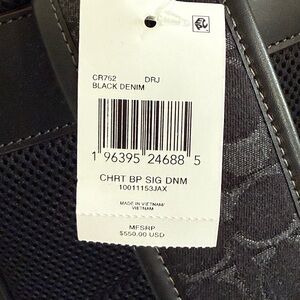 CR762 DRJ
BLACK DENIM
1 96395 24688 5
CHRT BP SIG DNM
10011153JAX
MADE IN VIETNAM/
VIETNAM
MFSRP
$550.00 USD